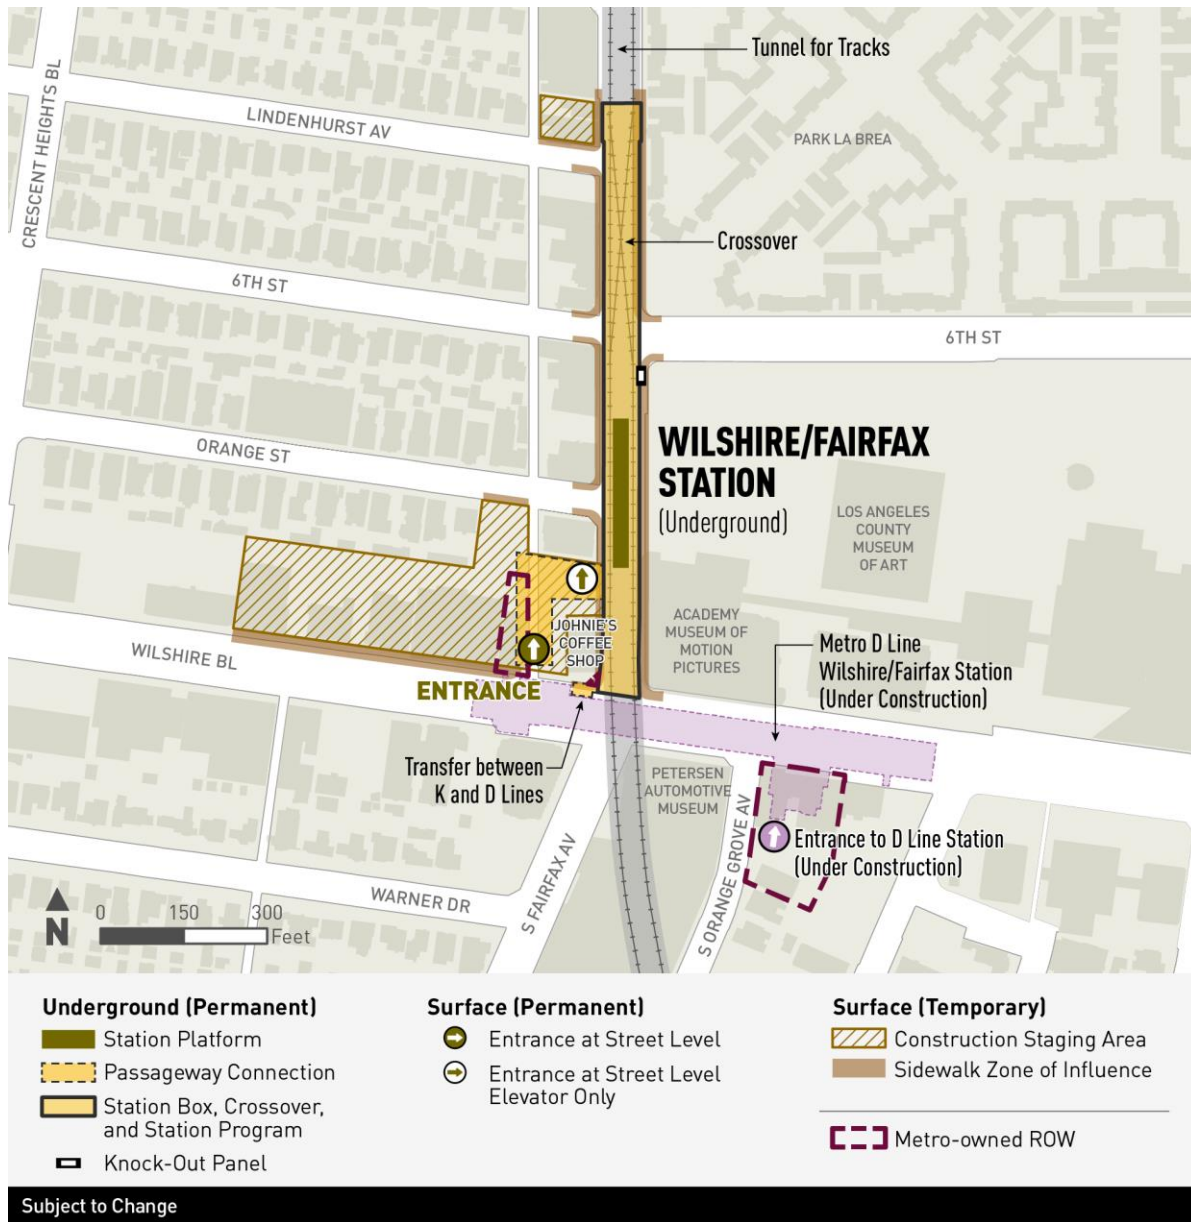 Tunnel for Tracks
CRESCENT HEIGHTS BL
LINDENHURST AV
PARK LA BREA
Crossover
6TH ST
6TH ST
WILSHIRE/FAIRFAX
STATION
(Underground)
ORANGE ST
LOS ANGELES
COUNTY
MUSEUM
OF ART
JOHNIE'S
COFFEE
SHOP
ACADEMY
MUSEUM OF
MOTION
PICTURES
WILSHIRE BL
ENTRANCE
Metro D Line
Wilshire/Fairfax Station
(Under Construction)
Transfer between
K and D Lines
PETERSEN
AUTOMOTIVE
MUSEUM
S FAIRFAX AV
S ORANGE GROVE AV
Entrance to D Line Station
(Under Construction)
WARNER DR
N
0 150 300
Feet
Underground (Permanent)
Station Platform
Passageway Connection
Station Box, Crossover,
and Station Program
Knock-Out Panel
Surface (Permanent)
Entrance at Street Level
Entrance at Street Level
Elevator Only
Surface (Temporary)
Construction Staging Area
Sidewalk Zone of Influence
Metro-owned ROW
Subject to Change